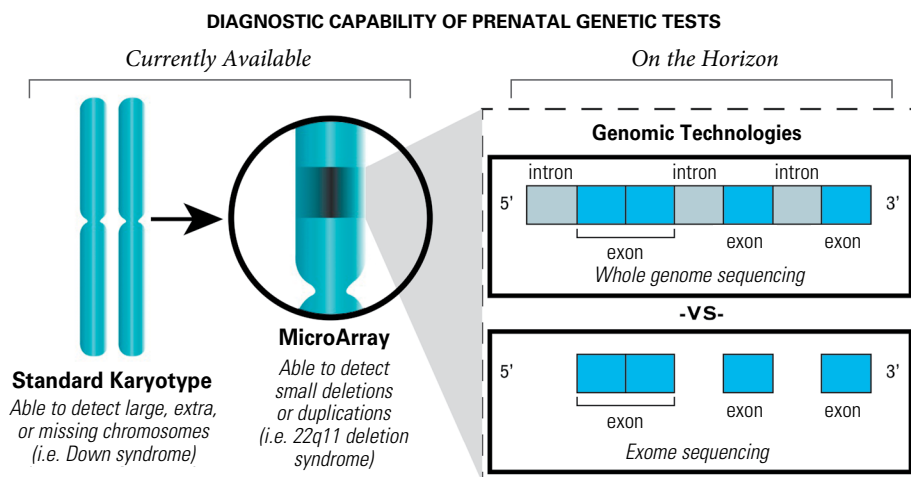 DIAGNOSTIC CAPABILITY OF PRENATAL GENETIC TESTS
Currently Available
On the Horizon
Standard Karyotype
Able to detect large, extra,
or missing chromosomes
(i.e. Down syndrome)
MicroArray
Able to detect
small deletions
or duplications
(i.e. 22q11 deletion
syndrome)
Genomic Technologies
intron intron intron
5’ 3’
exon exon exon
Whole genome sequencing
-VS-
5’ 3’
exon exon exon
Exome sequencing